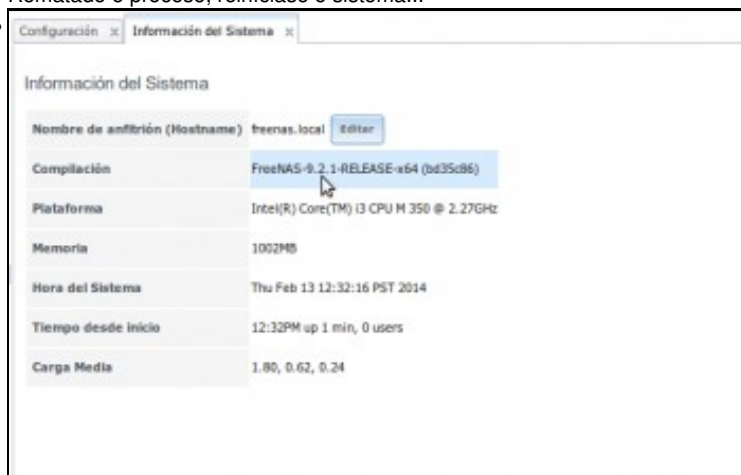 Rematado o proceso, reiniciase o sistema...
Configuración x Información del Sistema x
Información del Sistema
Nombre de anfitrión (Hostname) freenas.local Editar
Compilación FreeNAS-9.2.1-RELEASE-x64 (bd35c86)
Plataforma Intel(R) Core(TM) i3 CPU M 350 @ 2.27GHz
Memoria 1002MB
Hora del Sistema Thu Feb 13 12:32:16 PST 2014
Tiempo desde inicio 12:32PM up 1 min, 0 users
Carga Media 1.80, 0.62, 0.24